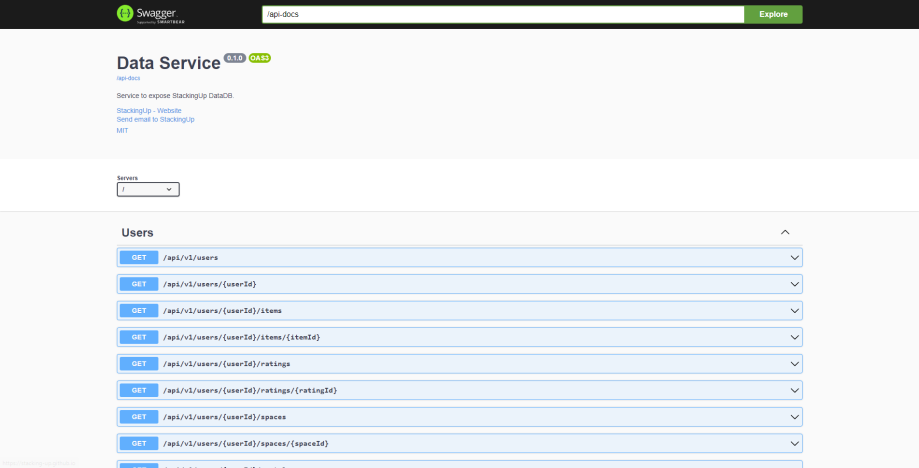 Swagger
Supported by SMARTBEAR
/api-docs
Explore
Data Service 0.1.0 OAS3
/api-docs
Service to expose StackingUp DataDB.
StackingUp - Website
Send email to StackingUp
MIT
Servers
/
Users
GET /api/v1/users
GET /api/v1/users/{userId}
GET /api/v1/users/{userId}/items
GET /api/v1/users/{userId}/items/{itemId}
GET /api/v1/users/{userId}/ratings
GET /api/v1/users/{userId}/ratings/{ratingId}
GET /api/v1/users/{userId}/spaces
GET /api/v1/users/{userId}/spaces/{spaceId}